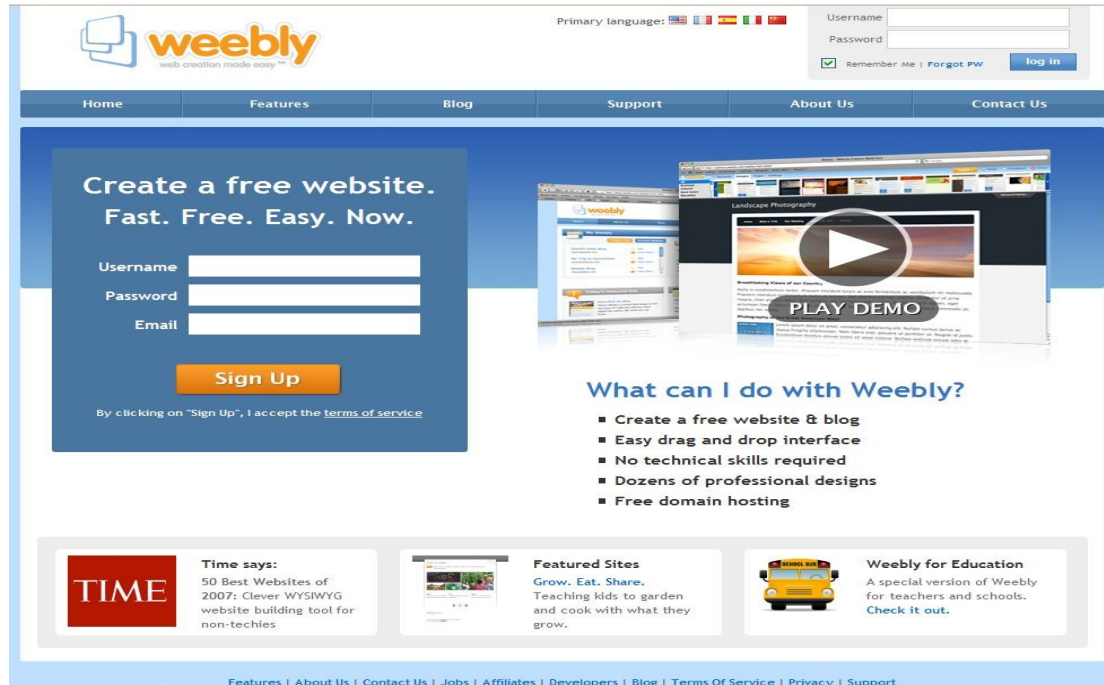 weebly
web creation made easy ™
Primary language:
Username
Password
Remember Me | Forgot PW
log in
Home Features Blog Support About Us Contact Us
Create a free website.
Fast. Free. Easy. Now.
Username
Password
Email
Sign Up
By clicking on "Sign Up", I accept the terms of service
weebly
Landscape Photography
Breathtaking Views of our Country
PLAY DEMO
What can I do with Weebly?
Create a free website & blog
Easy drag and drop interface
No technical skills required
Dozens of professional designs
Free domain hosting
TIME
Time says:
50 Best Websites of
2007: Clever WYSIWYG
website building tool for
non-techies
Featured Sites
Grow. Eat. Share.
Teaching kids to garden
and cook with what they
grow.
SCHOOL BUS
Weebly for Education
A special version of Weebly
for teachers and schools.
Check it out.
Features | About Us | Contact Us | Jobs | Affiliates | Developers | Blog | Terms Of Service | Privacy | Support